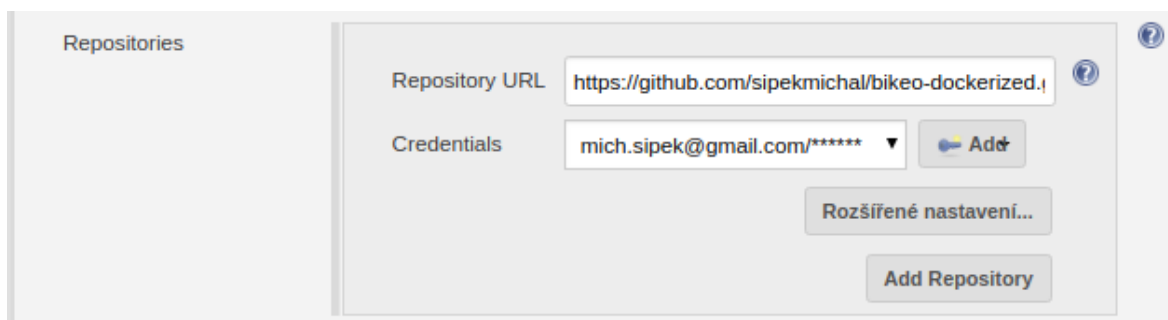 Repositories
Repository URL
https://github.com/sipekmichal/bikeo-dockerized.
Credentials
mich.sipek@gmail.com/******
Add
Rozšířené nastavení...
Add Repository